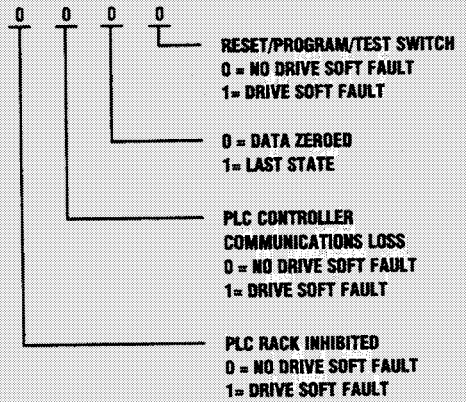 0 0 0 0
RESET/PROGRAM/TEST SWITCH
0 = NO DRIVE SOFT FAULT
1= DRIVE SOFT FAULT
0 = DATA ZEROED
1= LAST STATE
PLC CONTROLLER
COMMUNICATIONS LOSS
0 = NO DRIVE SOFT FAULT
1= DRIVE SOFT FAULT
PLC RACK INHIBITED
0 = NO DRIVE SOFT FAULT
1= DRIVE SOFT FAULT